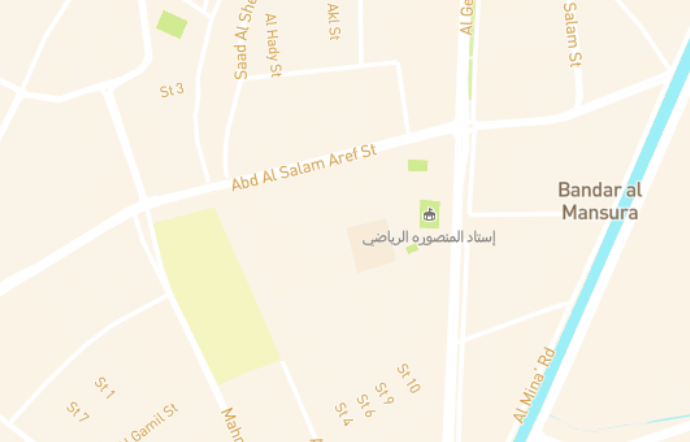 Saad Al She
Al Hady St
Akl St
Al Ge
Salam St
St 3
Abd Al Salam Aref St
Bandar al
Mansura
إستاد المنصوره الرياضي
St 10
St 9
St 6
St 4
St 1
St 7
l Gamil St
Mahr
A
Al Mina' Rd